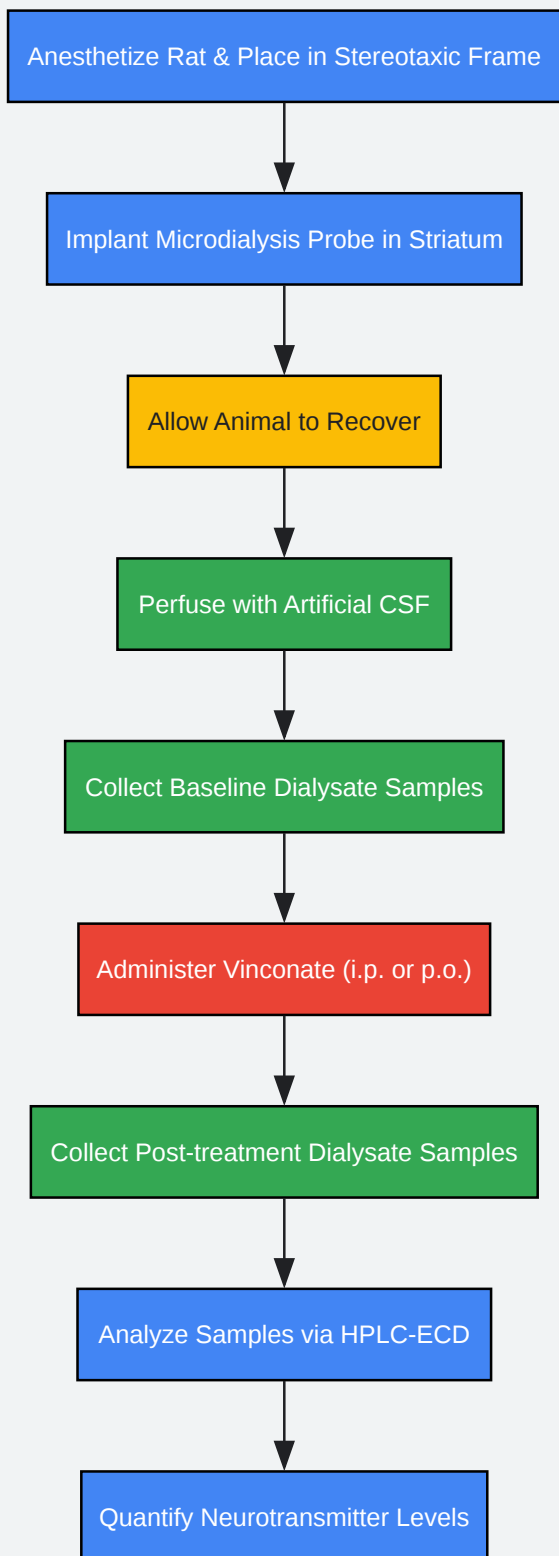 Anesthetize Rat & Place in Stereotaxic Frame
Implant Microdialysis Probe in Striatum
Allow Animal to Recover
Perfuse with Artificial CSF
Collect Baseline Dialysate Samples
Administer Vinconate (i.p. or p.o.)
Collect Post-treatment Dialysate Samples
Analyze Samples via HPLC-ECD
Quantify Neurotransmitter Levels